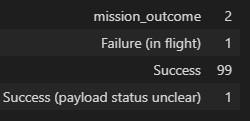 mission_outcome 2
Failure (in flight) 1
Success 99
Success (payload status unclear) 1